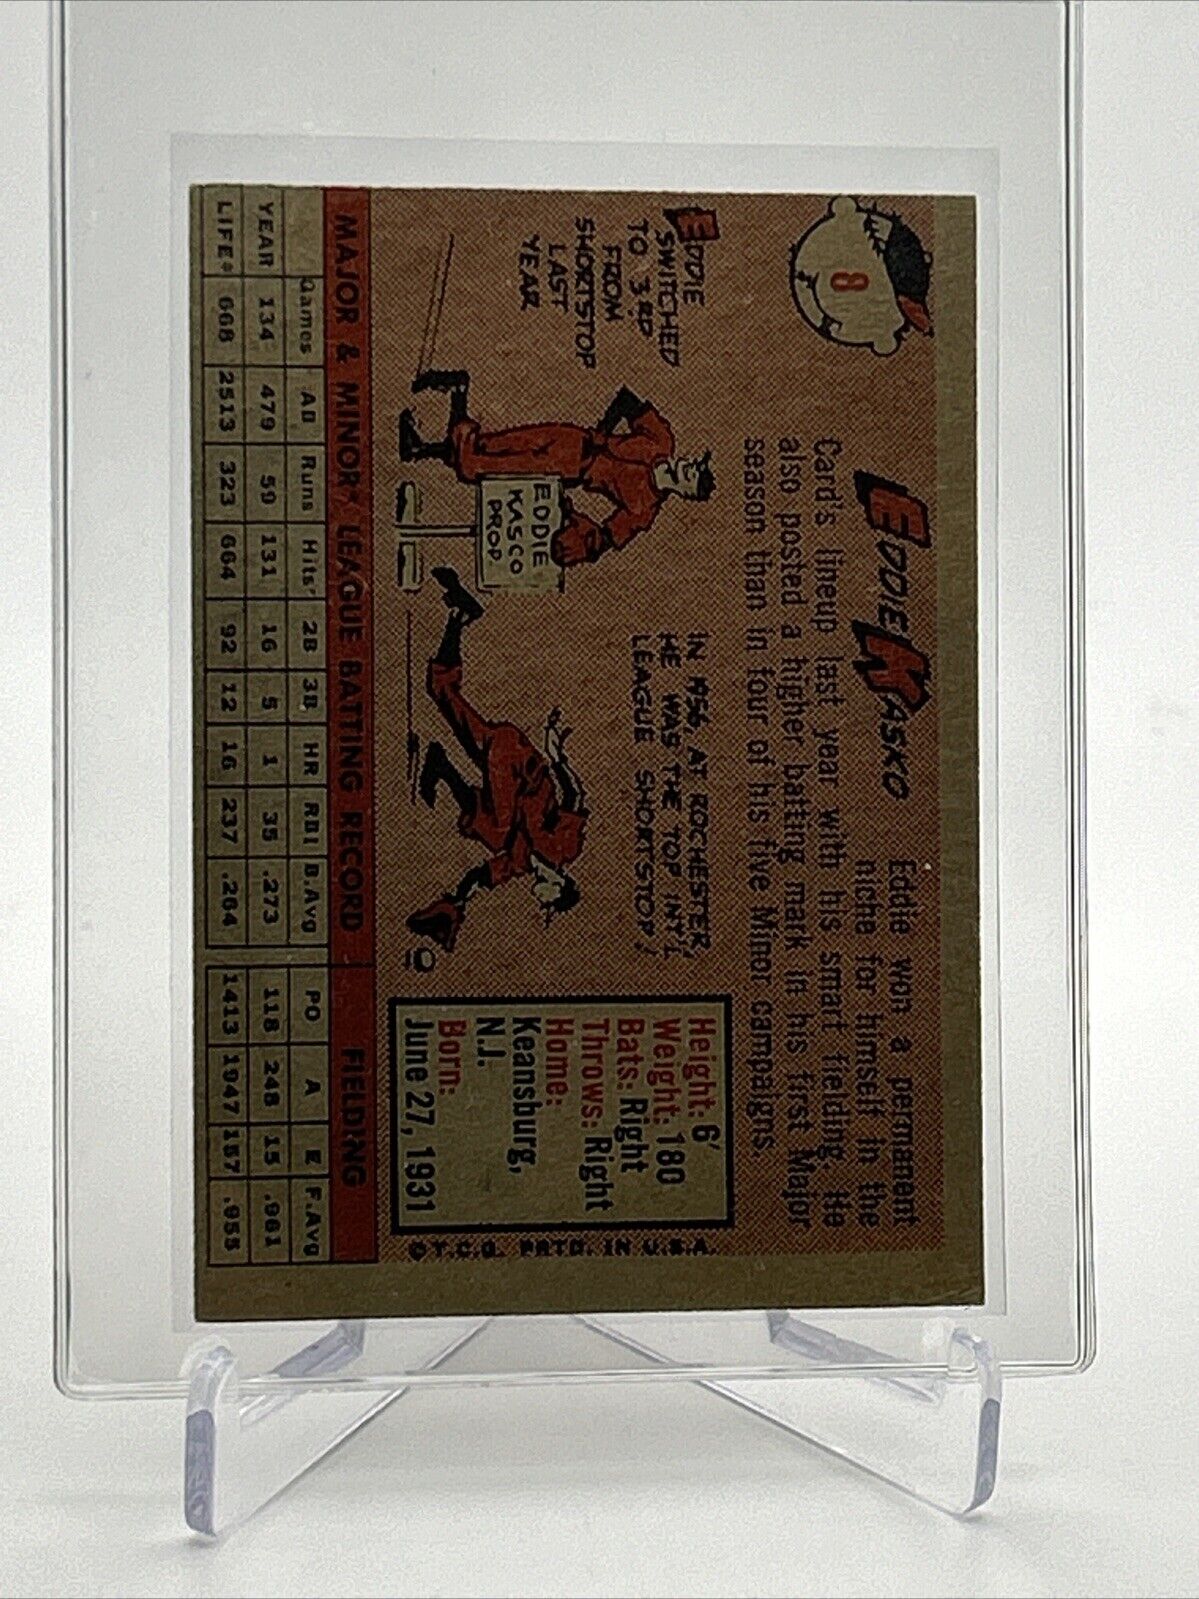 8
EDDIE KASKO
Eddie won a permanent
niche for himself in the
Card's lineup last year with his smart fielding. He
also posted a higher batting mark in his first Major
season than in four of his five Minor campaigns.
EDDIE
SWITCHED
TO 3RD
FROM
SHORTSTOP
LAST
YEAR
EDDIE
KASCO
PROP.
IN 1956, AT ROCHESTER,
HE WAS THE TOP INT'L
LEAGUE SHORTSTOP!
Height: 6'
Weight: 180
Bats: Right
Throws: Right
Home:
Keansburg,
N.J.
Born:
June 27, 1931
© T.C.G. PRTD. IN U.S.A.
MAJOR & MINOR* LEAGUE BATTING RECORD FIELDING
Games AB Runs Hits 2B 3B HR RBI B.Avg PO A E F.Avg
YEAR 134 479 59 131 16 5 1 35 .273 118 248 15 .961
LIFE* 608 2513 323 664 92 12 16 237 .264 1413 1947 157 .955